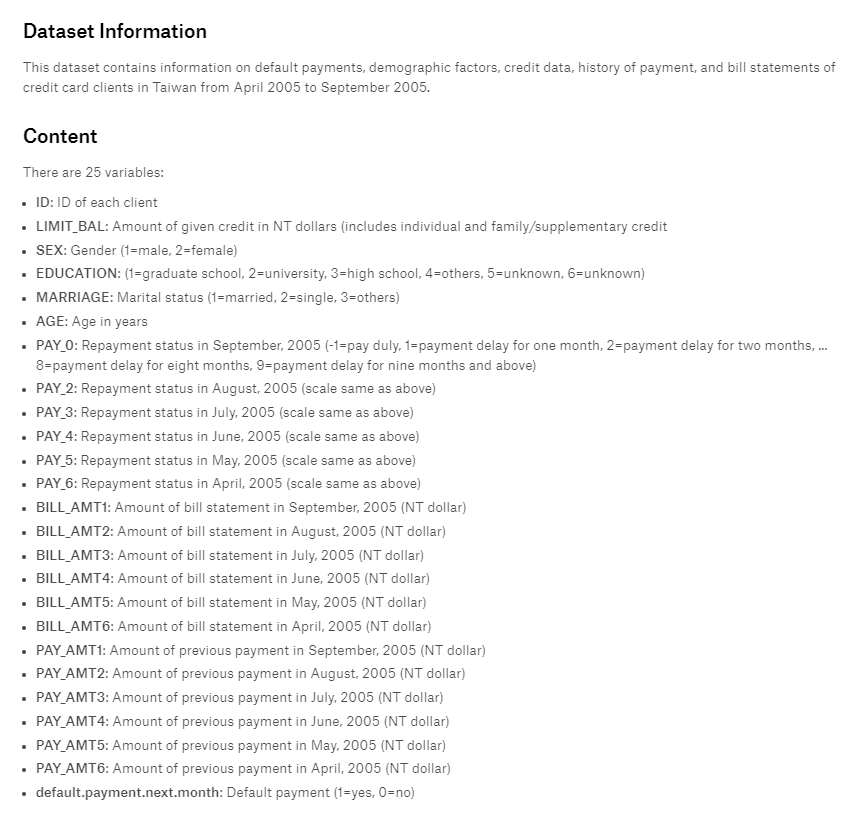 Dataset Information
This dataset contains information on default payments, demographic factors, credit data, history of payment, and bill statements of
credit card clients in Taiwan from April 2005 to September 2005.
Content
There are 25 variables:
• ID: ID of each client
• LIMIT_BAL: Amount of given credit in NT dollars (includes individual and family/supplementary credit
• SEX: Gender (1=male, 2=female)
• EDUCATION: (1=graduate school, 2=university, 3=high school, 4=others, 5=unknown, 6=unknown)
• MARRIAGE: Marital status (1=married, 2=single, 3=others)
• AGE: Age in years
• PAY_0: Repayment status in September, 2005 (-1=pay duly, 1=payment delay for one month, 2=payment delay for two months, ...
8=payment delay for eight months, 9=payment delay for nine months and above)
• PAY_2: Repayment status in August, 2005 (scale same as above)
• PAY_3: Repayment status in July, 2005 (scale same as above)
• PAY_4: Repayment status in June, 2005 (scale same as above)
• PAY_5: Repayment status in May, 2005 (scale same as above)
• PAY_6: Repayment status in April, 2005 (scale same as above)
• BILL_AMT1: Amount of bill statement in September, 2005 (NT dollar)
• BILL_AMT2: Amount of bill statement in August, 2005 (NT dollar)
• BILL_AMT3: Amount of bill statement in July, 2005 (NT dollar)
• BILL_AMT4: Amount of bill statement in June, 2005 (NT dollar)
• BILL_AMT5: Amount of bill statement in May, 2005 (NT dollar)
• BILL_AMT6: Amount of bill statement in April, 2005 (NT dollar)
• PAY_AMT1: Amount of previous payment in September, 2005 (NT dollar)
• PAY_AMT2: Amount of previous payment in August, 2005 (NT dollar)
• PAY_AMT3: Amount of previous payment in July, 2005 (NT dollar)
• PAY_AMT4: Amount of previous payment in June, 2005 (NT dollar)
• PAY_AMT5: Amount of previous payment in May, 2005 (NT dollar)
• PAY_AMT6: Amount of previous payment in April, 2005 (NT dollar)
• default.payment.next.month: Default payment (1=yes, 0=no)